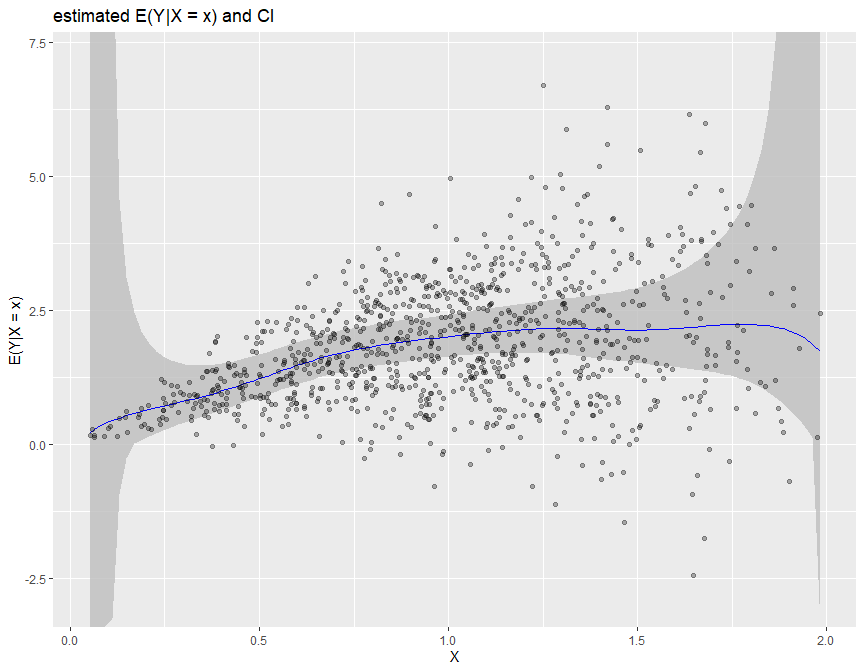 estimated E(Y|X = x) and CI
E(Y|X = x)
7.5
5.0
2.5
0.0
-2.5
0.0 0.5 1.0 1.5 2.0
X